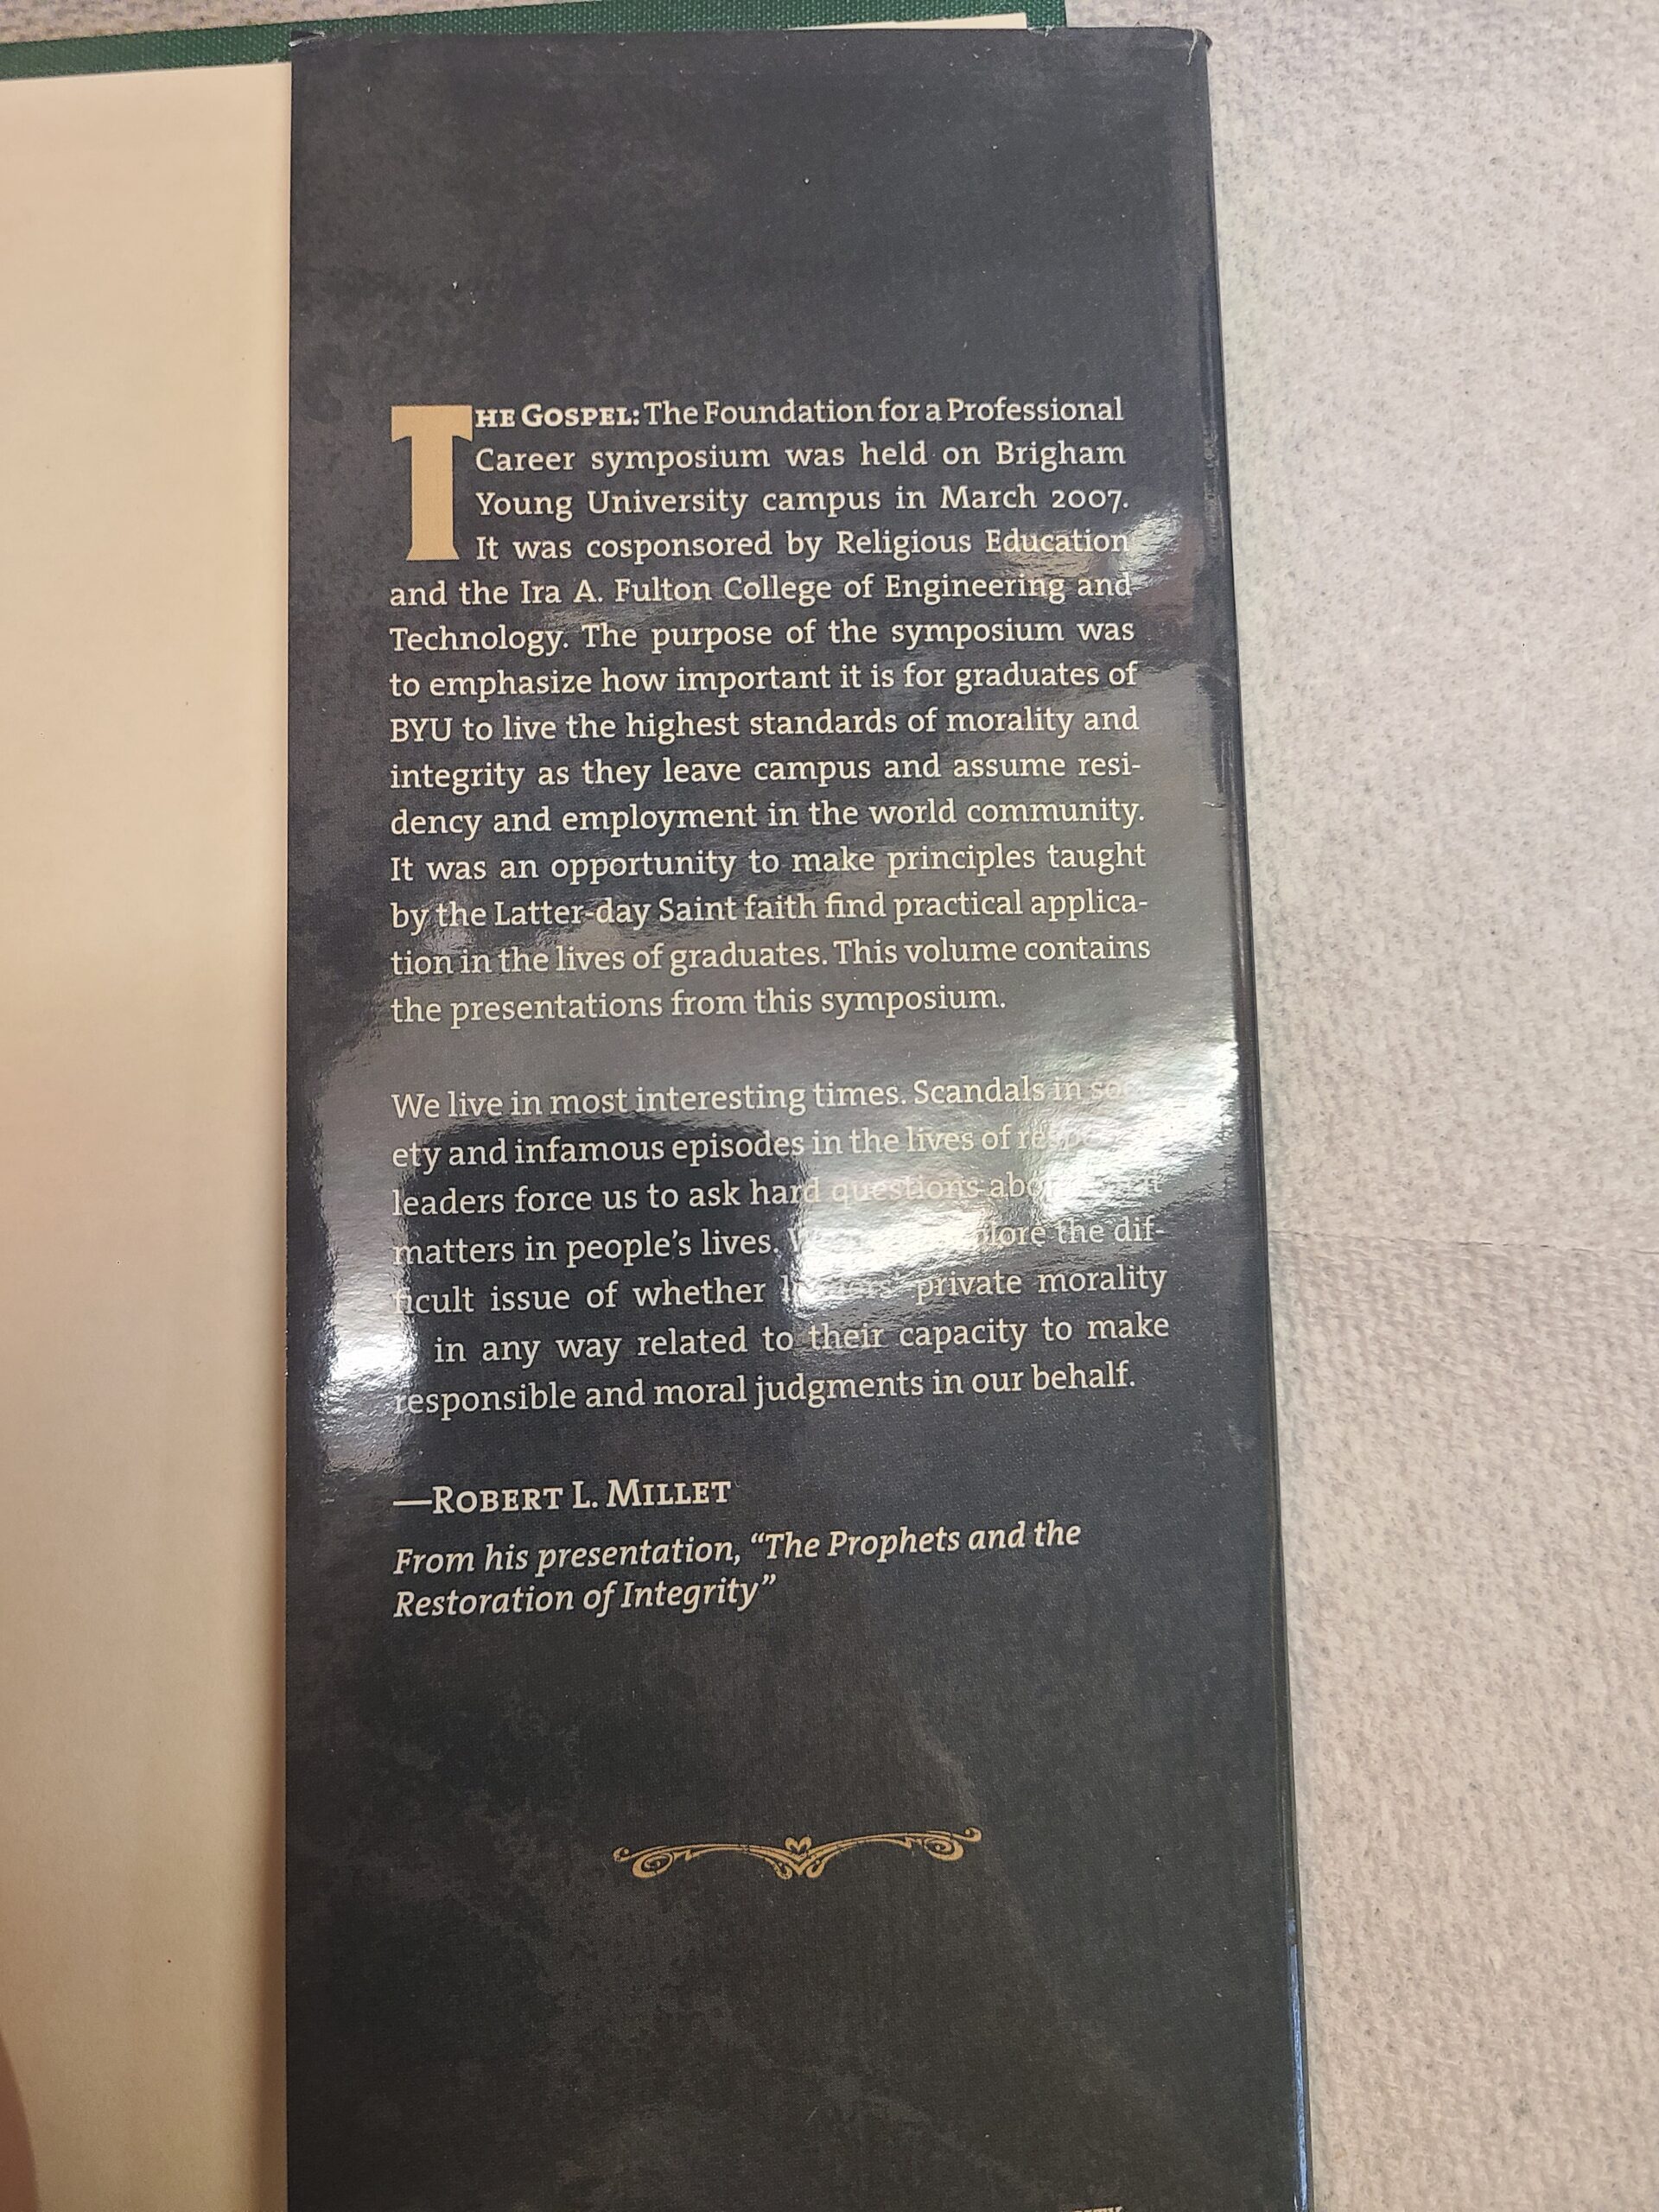 THE GOSPEL: The Foundation for a Professional
Career symposium was held on Brigham
Young University campus in March 2007.
It was cosponsored by Religious Education
and the Ira A. Fulton College of Engineering and
Technology. The purpose of the symposium was
to emphasize how important it is for graduates of
BYU to live the highest standards of morality and
integrity as they leave campus and assume resi-
dency and employment in the world community.
It was an opportunity to make principles taught
by the Latter-day Saint faith find practical applica-
tion in the lives of graduates. This volume contains
the presentations from this symposium.
We live in most interesting times. Scandals in
ety and infamous episodes in the lives of
leaders force us to ask hard questions
matters in people's lives. the dif-
ficult issue of whether private morality
in any way related to their capacity to make
responsible and moral judgments in our behalf.
—ROBERT L. MILLET
From his presentation, “The Prophets and the
Restoration of Integrity”